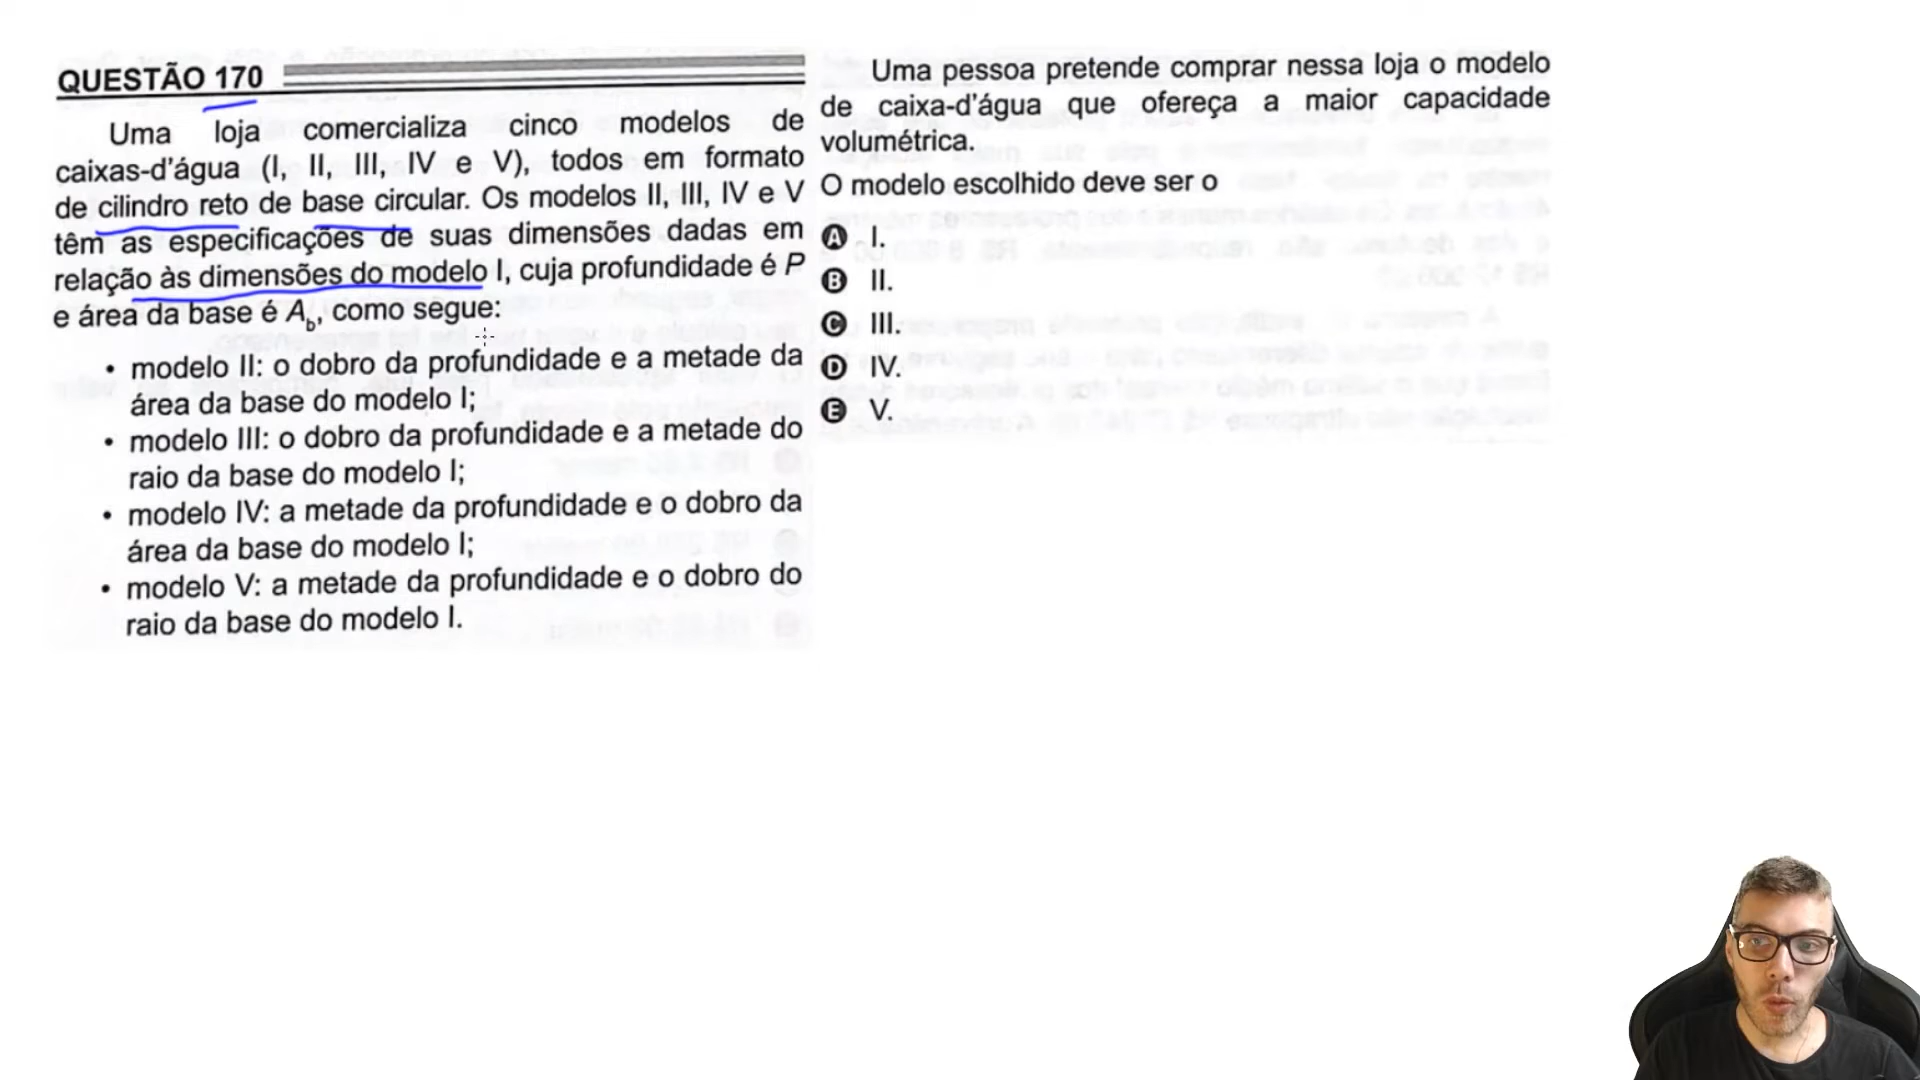 QUESTÃO 170
Uma loja comercializa cinco modelos de
caixas-d'água (I, II, III, IV e V), todos em formato
de cilindro reto de base circular. Os modelos II, III, IV e V
têm as especificações de suas dimensões dadas em
relação às dimensões do modelo I, cuja profundidade é P
e área da base é Ab, como segue:
• modelo II: o dobro da profundidade e a metade da
área da base do modelo I;
• modelo III: o dobro da profundidade e a metade do
raio da base do modelo I;
• modelo IV: a metade da profundidade e o dobro da
área da base do modelo I;
• modelo V: a metade da profundidade e o dobro do
raio da base do modelo I.
Uma pessoa pretende comprar nessa loja o modelo
de caixa-d'água que ofereça a maior capacidade
volumétrica.
O modelo escolhido deve ser o
A I.
B II.
C III.
D IV.
E V.